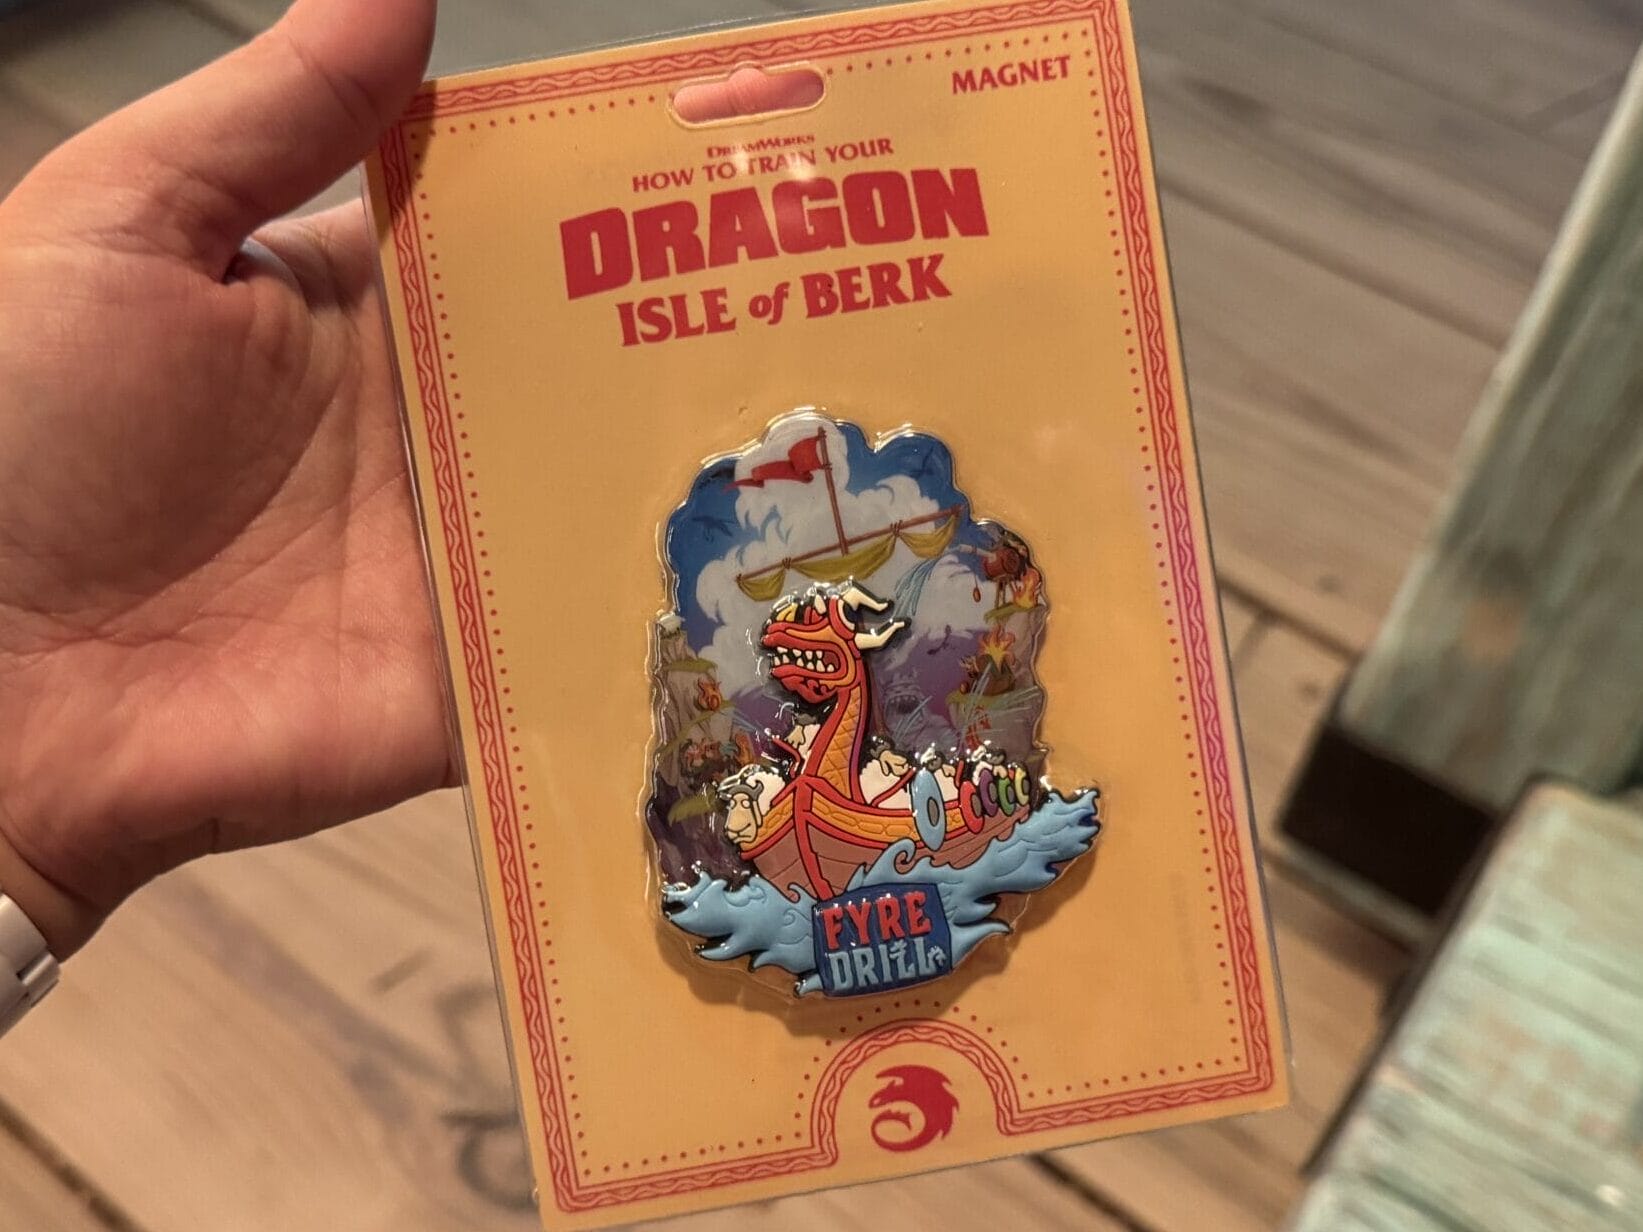 MAGNET
DREAMWORKS
HOW TO TRAIN YOUR
DRAGON
ISLE of BERK
FYRE
DRILL